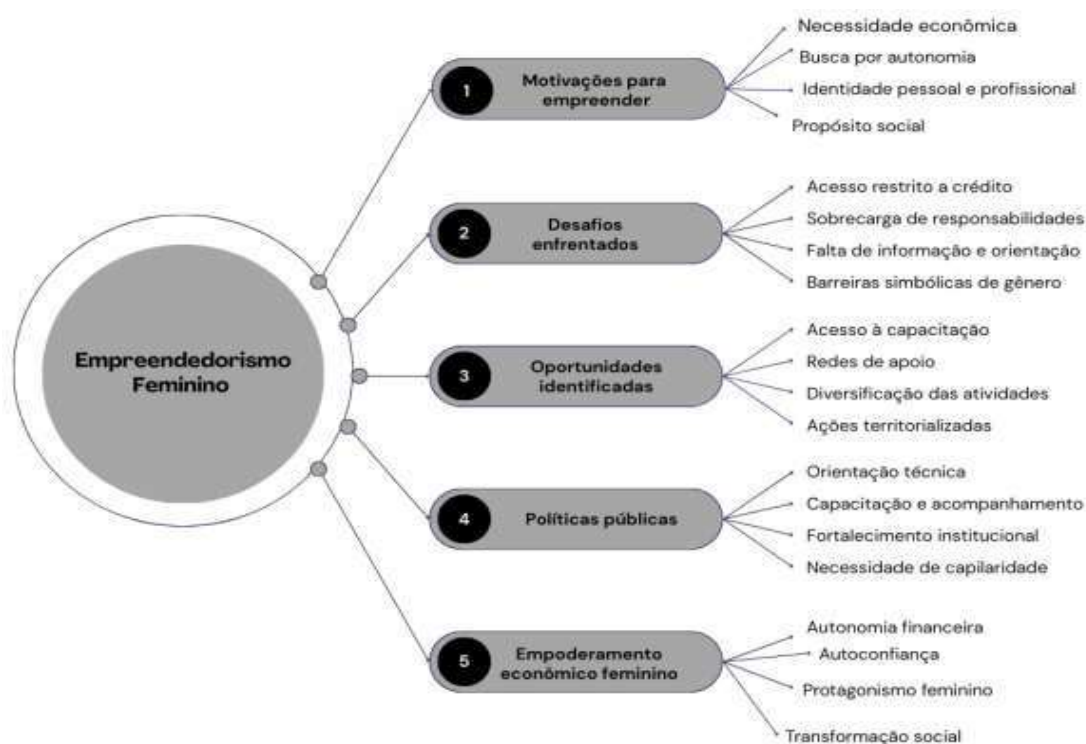 Empreendedorismo
Feminino
1
Motivações para
empreender
Necessidade econômica
Busca por autonomia
Identidade pessoal e profissional
Propósito social
2
Desafios
enfrentados
Acesso restrito a crédito
Sobrecarga de responsabilidades
Falta de informação e orientação
Barreiras simbólicas de gênero
3
Oportunidades
identificadas
Acesso à capacitação
Redes de apoio
Diversificação das atividades
Ações territorializadas
4
Políticas públicas
Orientação técnica
Capacitação e acompanhamento
Fortalecimento institucional
Necessidade de capilaridade
5
Empoderamento
econômico feminino
Autonomia financeira
Autoconfiança
Protagonismo feminino
Transformação social